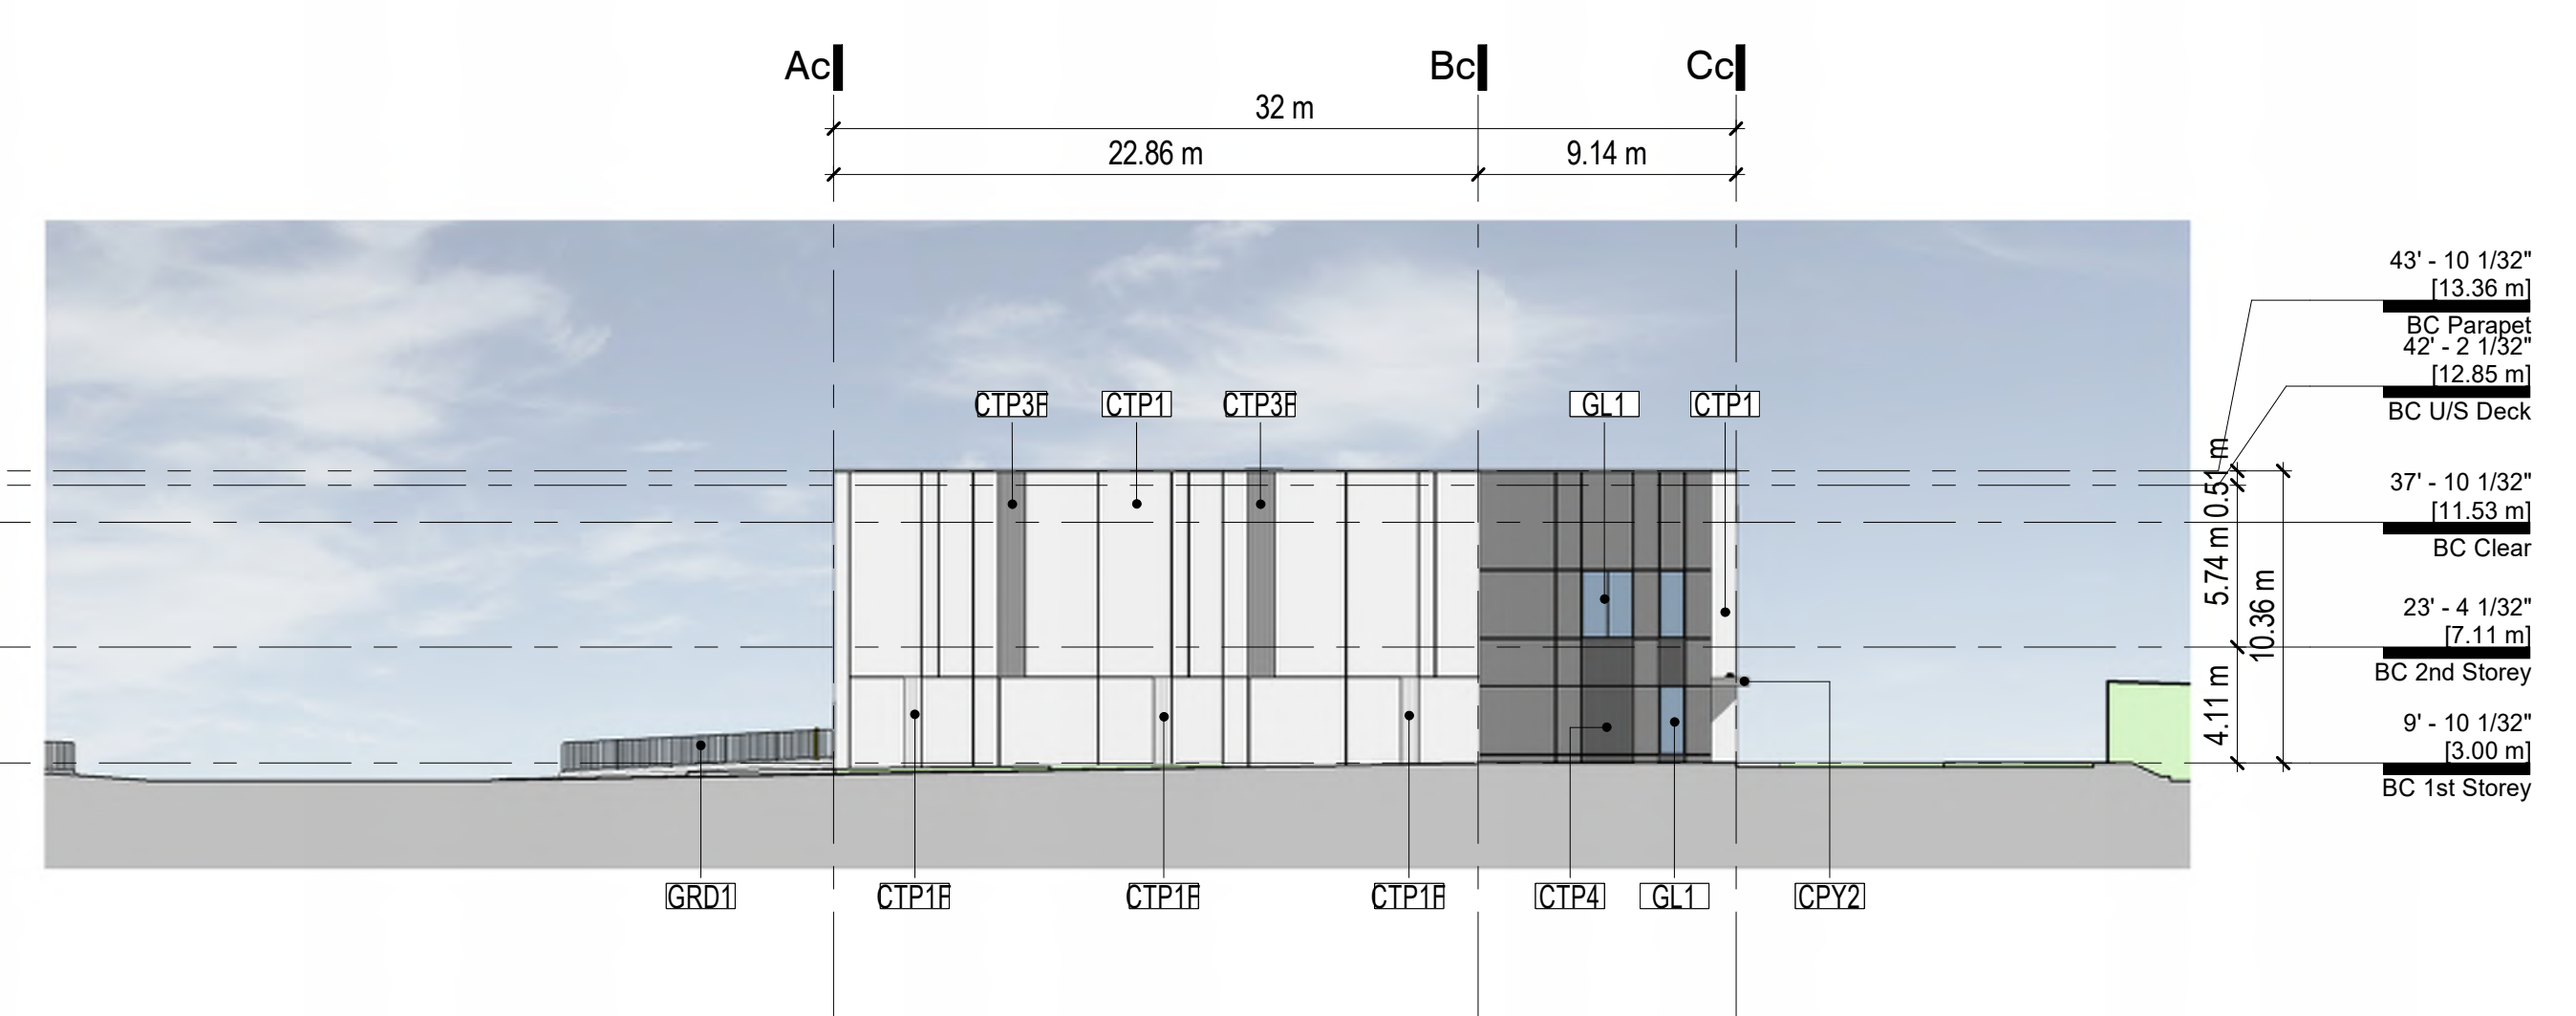 Ac
Bc
Cc
32 m
22.86 m
9.14 m
43' - 10 1/32"
[13.36 m]
BC Parapet
42' - 2 1/32"
[12.85 m]
BC U/S Deck
CTP3F
CTP1
CTP3F
GL1
CTP1
0.51 m
37' - 10 1/32"
[11.53 m]
BC Clear
5.74 m
10.36 m
23' - 4 1/32"
[7.11 m]
BC 2nd Storey
4.11 m
9' - 10 1/32"
[3.00 m]
BC 1st Storey
GRD1
CTP1F
CTP1F
CTP1F
CTP4
GL1
CPY2